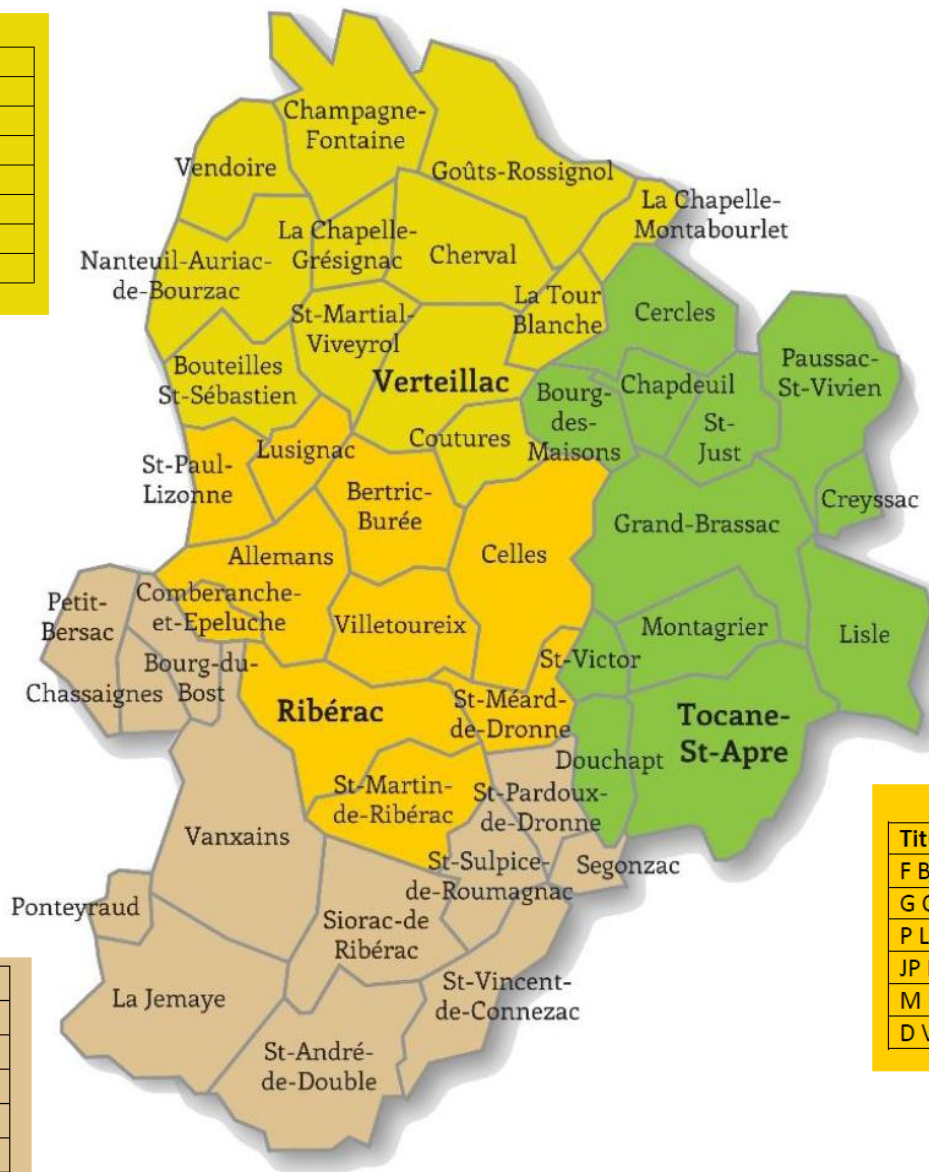 Champagne-
Fontaine
Vendoire
Goûts-Rossignol
La Chapelle-
Montabourlet
La Chapelle-
Grésignac
Cherval
Nanteuil-Auriac-
de-Bourzac
La Tour
Blanche
Cercles
St-Martial-
Viveyrol
Paussac-
St-Vivien
Bouteilles
St-Sébastien
Verteillac
Bourg-
des-
Maisons
Chapdeuil
St-
Just
Coutures
Lusignac
St-Paul-
Lizonne
Bertric-
Burée
Creyssac
Grand-Brassac
Celles
Allemans
Petit-
Bersac
Comberanche-
et-Epeluche
Villetoureix
Montagrier
Lisle
St-Victor
Bourg-du-
Bost
Chassaignes
Ribérac
St-Méard-
de-Dronne
Tocane-
St-Apre
Douchapt
St-Martin-
de-Ribérac
St-Pardoux-
de-Dronne
Vanxains
St-Sulpice-
de-Roumagnac
Segonzac
Ponteyraud
Siorac-de
Ribérac
La Jemaye
St-Vincent-
de-Connezac
St-André-
de-Double
Tit
F B
G
P L
JP
M
D V